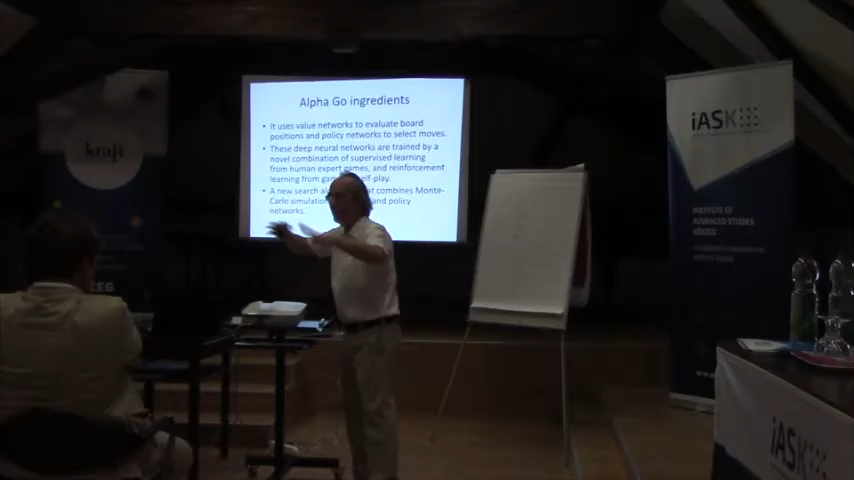 Alpha Go ingredients
• It uses value networks to evaluate board
positions and policy networks to select moves.
• These deep neural networks are trained by a
novel combination of supervised learning
from human expert games, and reinforcement
learning from self-play.
• A new search combines Monte-
Carlo simulation and policy
networks.
kraft
iASK
INSTITUTE OF
ADVANCED STUDIES
KŐSZEG
iASK